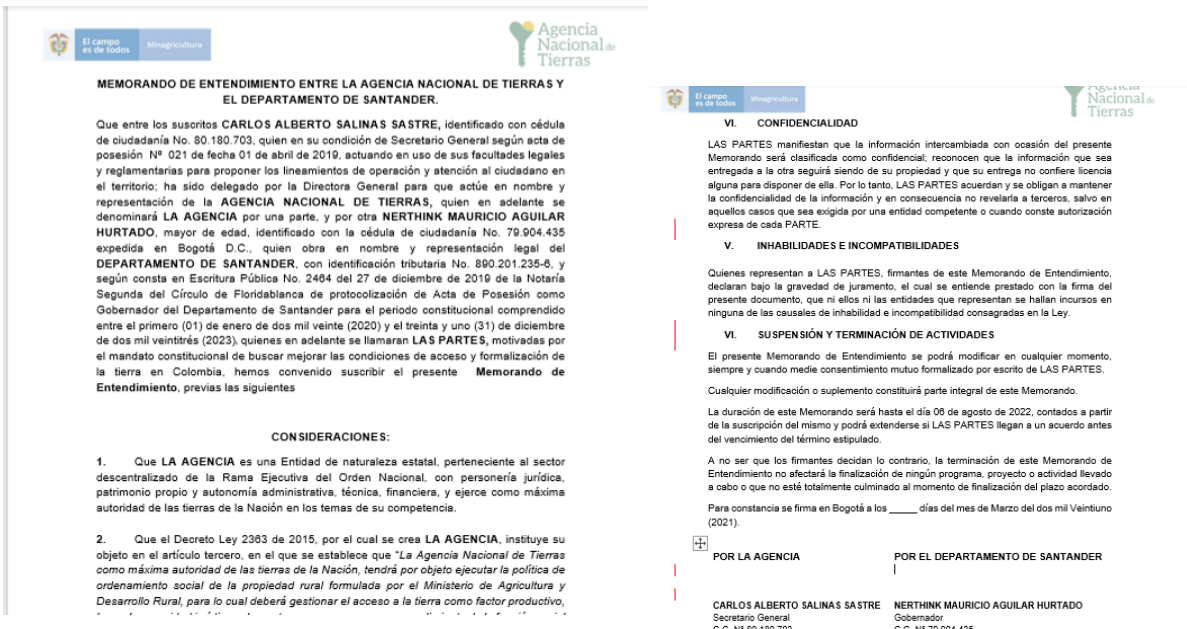 El campo
es de todos
Minagricultura
Agencia
Nacional de
Tierras
MEMORANDO DE ENTENDIMIENTO ENTRE LA AGENCIA NACIONAL DE TIERRAS Y
EL DEPARTAMENTO DE SANTANDER.
Que entre los suscritos CARLOS ALBERTO SALINAS SASTRE, identificado con cédula
de ciudadanía No. 80.180.703, quien en su condición de Secretario General según acta de
posesión Nº 021 de fecha 01 de abril de 2019, actuando en uso de sus facultades legales
y reglamentarias para proponer los lineamientos de operación y atención al ciudadano en
el territorio; ha sido delegado por la Directora General para que actúe en nombre y
representación de la AGENCIA NACIONAL DE TIERRAS, quien en adelante se
denominará LA AGENCIA por una parte, y por otra NERTHINK MAURICIO AGUILAR
HURTADO, mayor de edad, identificado con la cédula de ciudadanía No. 79.904.435
expedida en Bogotá D.C., quien obra en nombre y representación legal del
DEPARTAMENTO DE SANTANDER, con identificación tributaria No. 890.201.235-6, y
según consta en Escritura Pública No. 2464 del 27 de diciembre de 2019 de la Notaría
Segunda del Círculo de Floridablanca de protocolización de Acta de Posesión como
Gobernador del Departamento de Santander para el periodo constitucional comprendido
entre el primero (01) de enero de dos mil veinte (2020) y el treinta y uno (31) de diciembre
de dos mil veintitrés (2023), quienes en adelante se llamaran LAS PARTES, motivadas por
el mandato constitucional de buscar mejorar las condiciones de acceso y formalización de
la tierra en Colombia, hemos convenido suscribir el presente Memorando de
Entendimiento, previas las siguientes
CONSIDERACIONES:
1. Que LA AGENCIA es una Entidad de naturaleza estatal, perteneciente al sector
descentralizado de la Rama Ejecutiva del Orden Nacional, con personería jurídica,
patrimonio propio y autonomía administrativa, técnica, financiera, y ejerce como máxima
autoridad de las tierras de la Nación en los temas de su competencia.
2. Que el Decreto Ley 2363 de 2015, por el cual se crea LA AGENCIA, instituye su
objeto en el artículo tercero, en el que se establece que “La Agencia Nacional de Tierras
como máxima autoridad de las tierras de la Nación, tendrá por objeto ejecutar la política de
ordenamiento social de la propiedad rural formulada por el Ministerio de Agricultura y
Desarrollo Rural, para lo cual deberá gestionar el acceso a la tierra como factor productivo,
El campo
es de todos
Minagricultura
Agencia
Nacional de
Tierras
VI. CONFIDENCIALIDAD
LAS PARTES manifiestan que la información intercambiada con ocasión del presente
Memorando será clasificada como confidencial; reconocen que la información que sea
entregada a la otra seguirá siendo de su propiedad y que su entrega no confiere licencia
alguna para disponer de ella. Por lo tanto, LAS PARTES acuerdan y se obligan a mantener
la confidencialidad de la información y en consecuencia no revelarla a terceros, salvo en
aquellos casos que sea exigida por una entidad competente o cuando conste autorización
expresa de cada PARTE.
V. INHABILIDADES E INCOMPATIBILIDADES
Quienes representan a LAS PARTES, firmantes de este Memorando de Entendimiento,
declaran bajo la gravedad de juramento, el cual se entiende prestado con la firma del
presente documento, que ni ellos ni las entidades que representan se hallan incursos en
ninguna de las causales de inhabilidad e incompatibilidad consagradas en la Ley.
VI. SUSPENSIÓN Y TERMINACIÓN DE ACTIVIDADES
El presente Memorando de Entendimiento se podrá modificar en cualquier momento,
siempre y cuando medie consentimiento mutuo formalizado por escrito de LAS PARTES.
Cualquier modificación o suplemento constituirá parte integral de este Memorando.
La duración de este Memorando será hasta el día 06 de agosto de 2022, contados a partir
de la suscripción del mismo y podrá extenderse si LAS PARTES llegan a un acuerdo antes
del vencimiento del término estipulado.
A no ser que los firmantes decidan lo contrario, la terminación de este Memorando de
Entendimiento no afectará la finalización de ningún programa, proyecto o actividad llevado
a cabo o que no esté totalmente culminado al momento de finalización del plazo acordado.
Para constancia se firma en Bogotá a los _____ días del mes de Marzo del dos mil Veintiuno
(2021).
POR LA AGENCIA POR EL DEPARTAMENTO DE SANTANDER
CARLOS ALBERTO SALINAS SASTRE NERTHINK MAURICIO AGUILAR HURTADO
Secretario General Gobernador
C.C. Nº 80.180.703 C.C. Nº 79.904.435